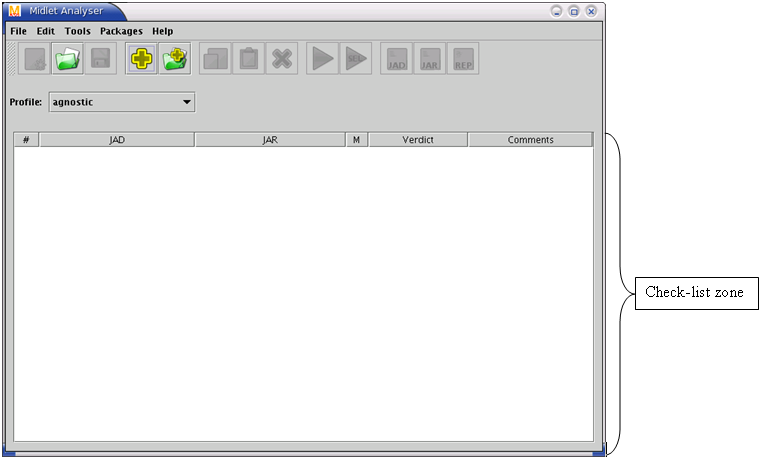 Midlet Analyser
File Edit Tools Packages Help
JAD JAR REP
Profile: agnostic
# JAD JAR M Verdict Comments
Check-list zone